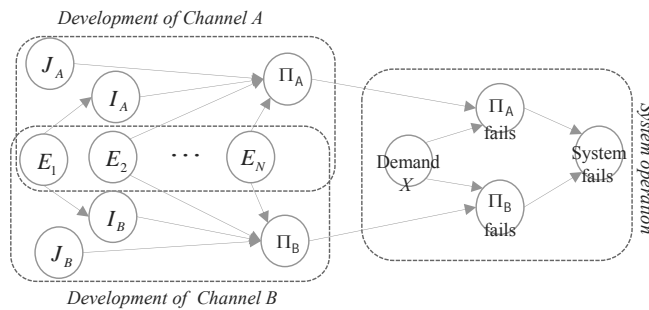 Development of Channel A
J_A
I_A
Π_A
E_1
E_2
...
E_N
I_B
J_B
Π_B
Development of Channel B
Demand
X
Π_A
fails
Π_B
fails
System
fails
System operation